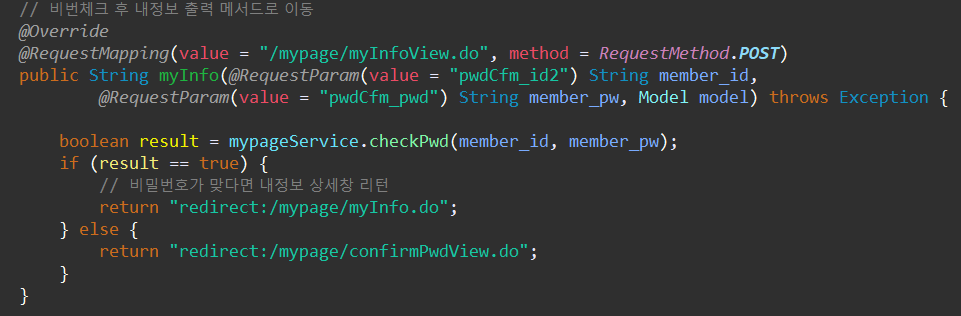 // 비번체크 후 내정보 출력 메서드로 이동
@Override
@RequestMapping(value = "/mypage/myInfoView.do", method = RequestMethod.POST)
public String myInfo(@RequestParam(value = "pwdCfm_id2") String member_id,
@RequestParam(value = "pwdCfm_pwd") String member_pw, Model model) throws Exception {
boolean result = mypageService.checkPwd(member_id, member_pw);
if (result == true) {
// 비밀번호가 맞다면 내정보 상세창 리턴
return "redirect:/mypage/myInfo.do";
} else {
return "redirect:/mypage/confirmPwdView.do";
}
}